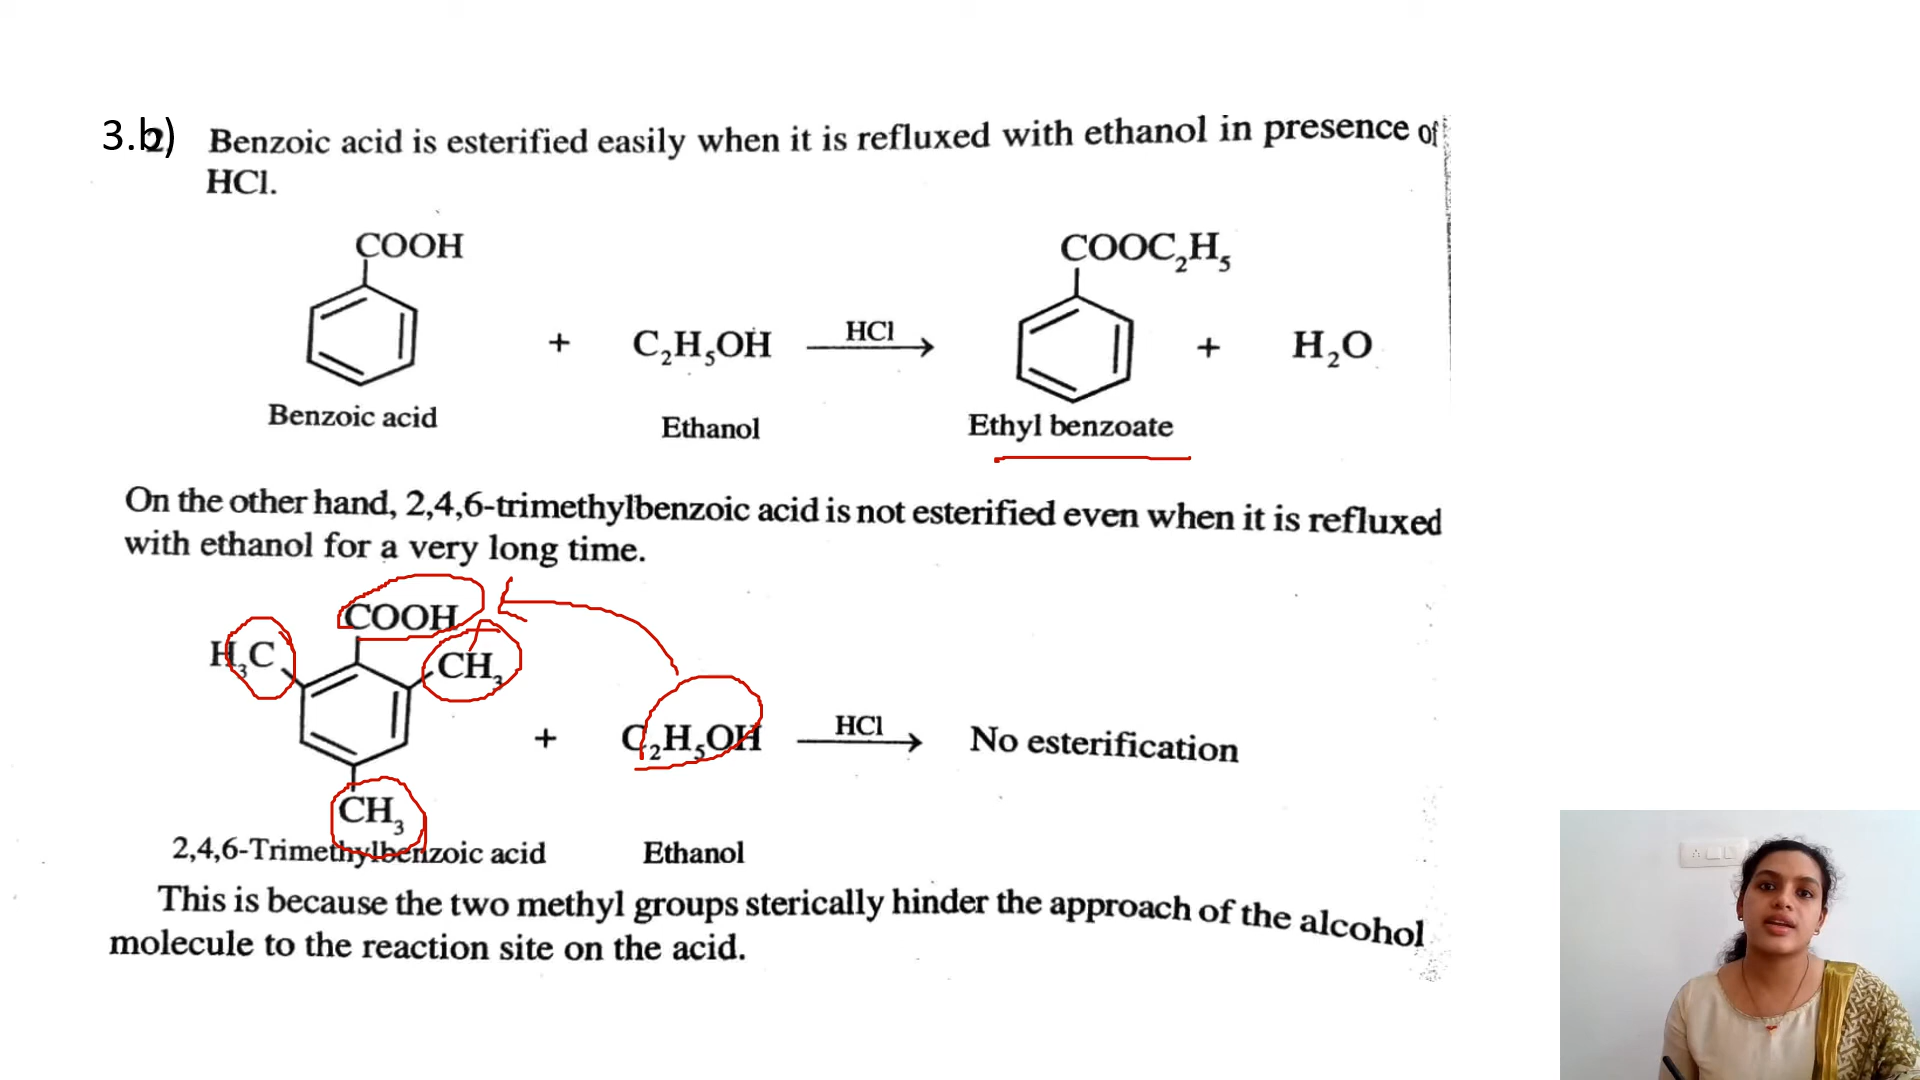 3.b) Benzoic acid is esterified easily when it is refluxed with ethanol in presence of
HCl.
COOH
COOC₂H₅
+ C₂H₅OH HCl + H₂O
Benzoic acid Ethanol Ethyl benzoate
On the other hand, 2,4,6-trimethylbenzoic acid is not esterified even when it is refluxed
with ethanol for a very long time.
COOH
H₃C CH₃
+ C₂H₅OH HCl No esterification
CH₃
2,4,6-Trimethylbenzoic acid Ethanol
This is because the two methyl groups sterically hinder the approach of the alcohol
molecule to the reaction site on the acid.